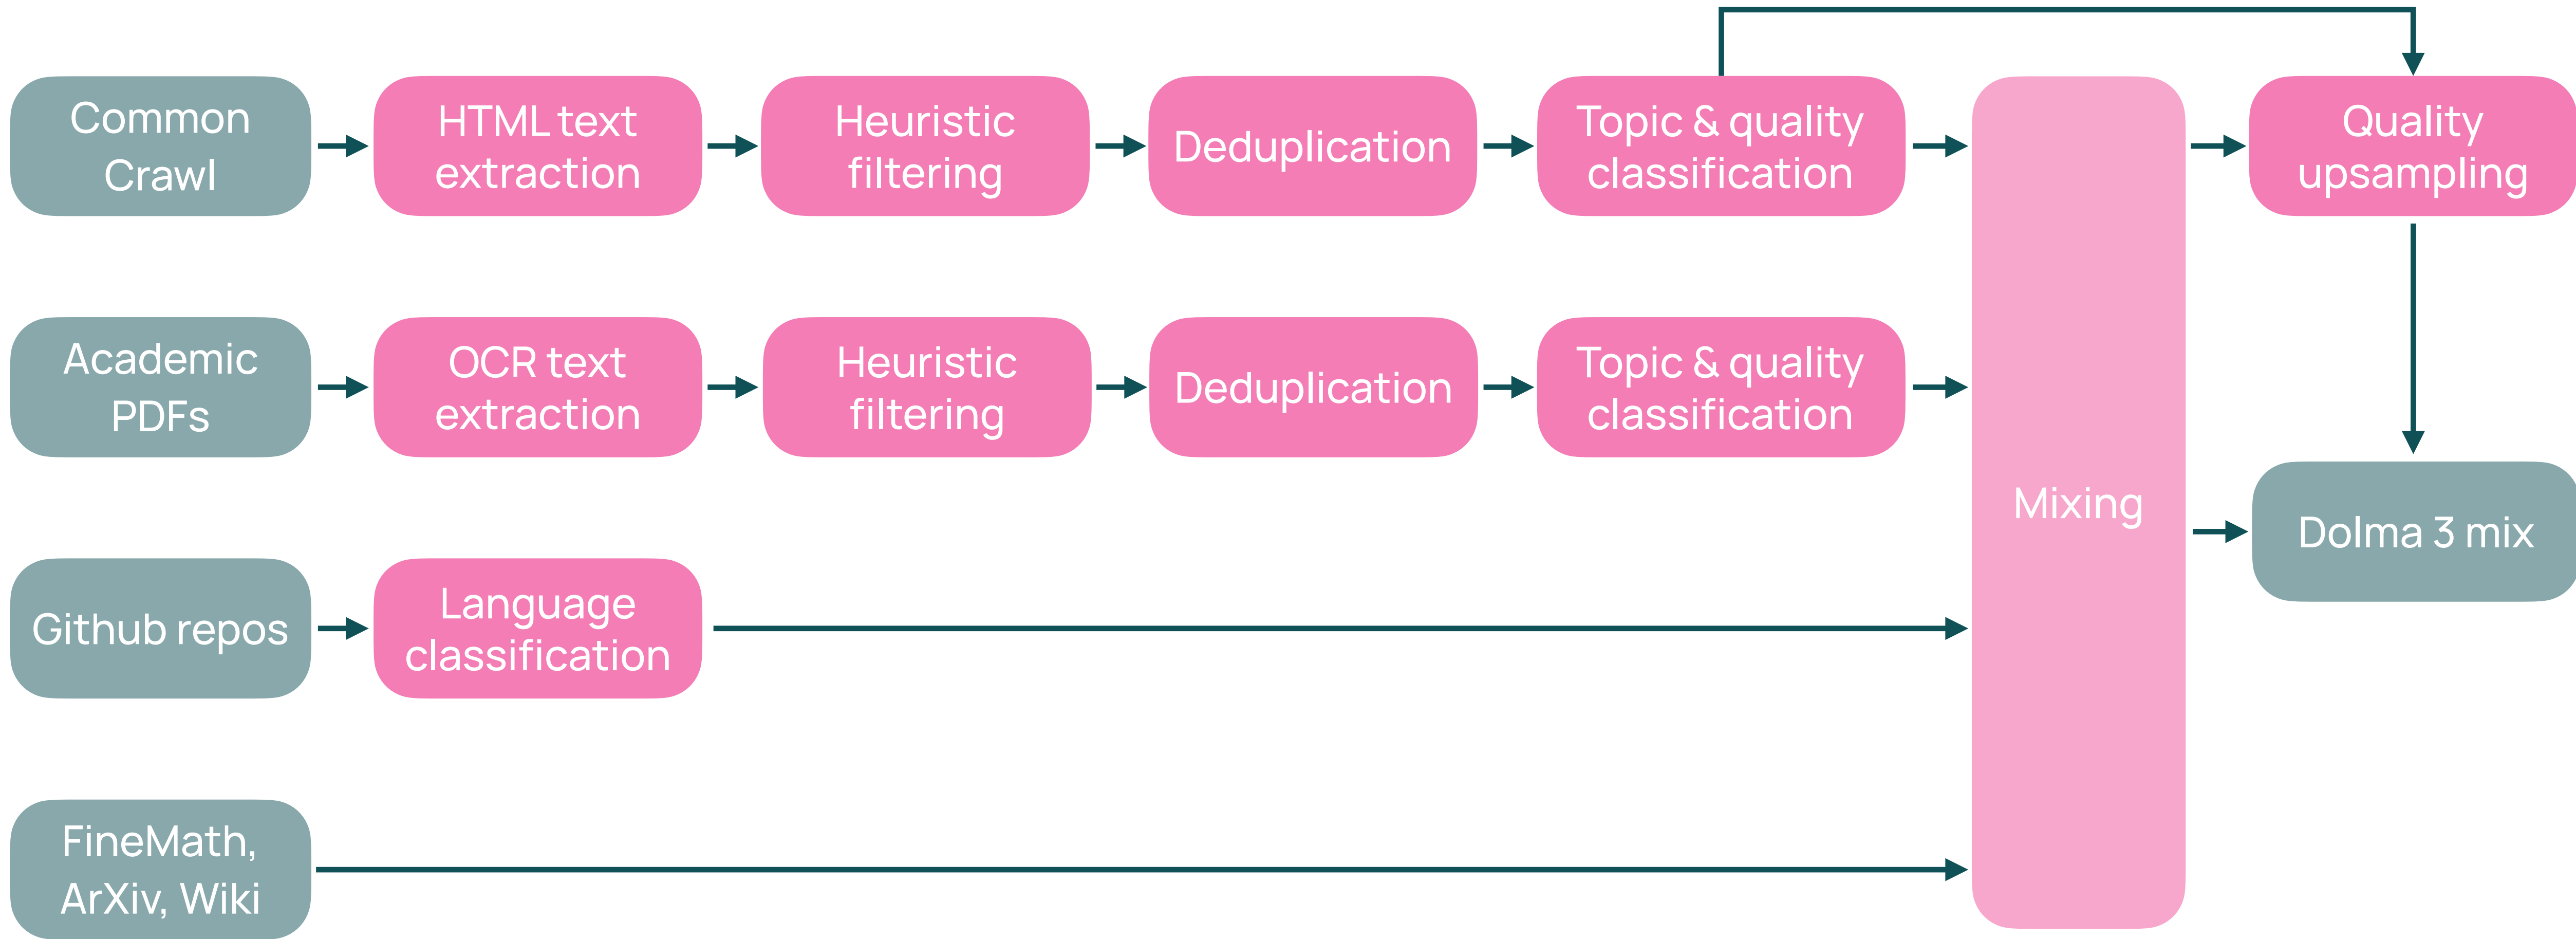 Common
Crawl
HTML text
extraction
Heuristic
filtering
Deduplication
Topic & quality
classification
Quality
upsampling
Academic
PDFs
OCR text
extraction
Heuristic
filtering
Deduplication
Topic & quality
classification
Mixing
Dolma 3 mix
Github repos
Language
classification
FineMath,
ArXiv, Wiki